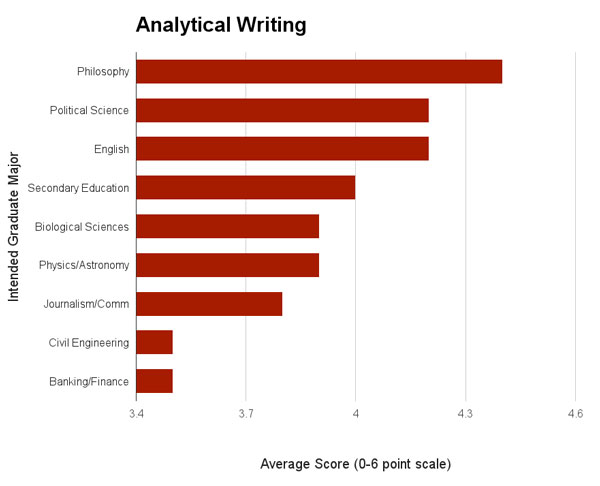 Analytical Writing
Intended Graduate Major
Philosophy
Political Science
English
Secondary Education
Biological Sciences
Physics/Astronomy
Journalism/Comm
Civil Engineering
Banking/Finance
3.4 3.7 4 4.3 4.6
Average Score (0-6 point scale)